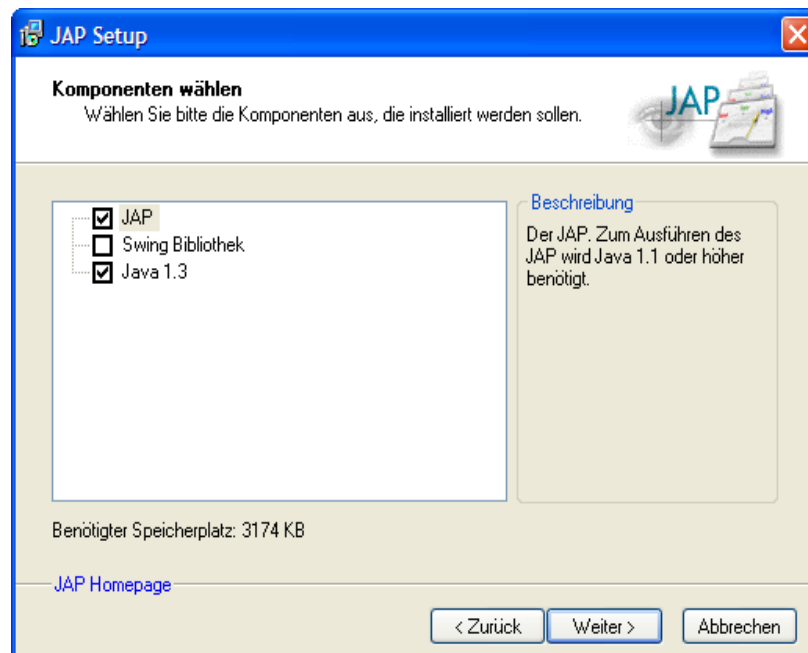 JAP Setup
Komponenten wählen
Wählen Sie bitte die Komponenten aus, die installiert werden sollen.
JAP
JAP
Swing Bibliothek
Java 1.3
Beschreibung
Der JAP. Zum Ausführen des
JAP wird Java 1.1 oder höher
benötigt.
Benötigter Speicherplatz: 3174 KB
JAP Homepage
< Zurück
Weiter >
Abbrechen